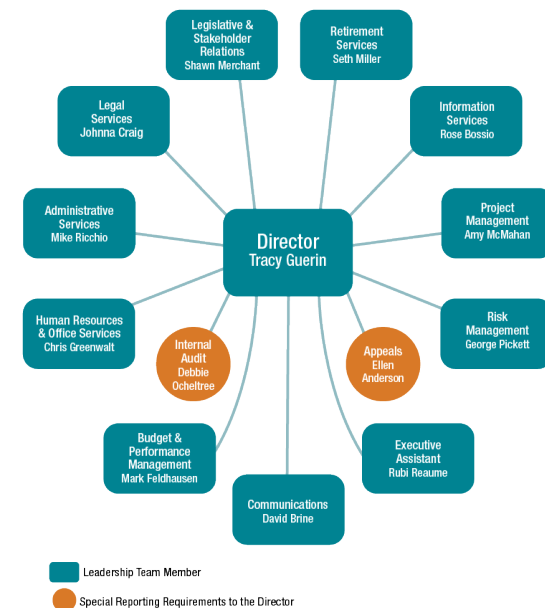 Legislative &
Stakeholder
Relations
Shawn Merchant
Retirement
Services
Seth Miller
Legal
Services
Johnna Craig
Information
Services
Rose Bossio
Administrative
Services
Mike Ricchio
Director
Tracy Guerin
Project
Management
Amy McMahan
Human Resources
& Office Services
Chris Greenwalt
Internal
Audit
Debbie
Ocheltree
Appeals
Ellen
Anderson
Risk
Management
George Pickett
Budget &
Performance
Management
Mark Feldhausen
Executive
Assistant
Rubi Reaume
Communications
David Brine
Leadership Team Member
Special Reporting Requirements to the Director